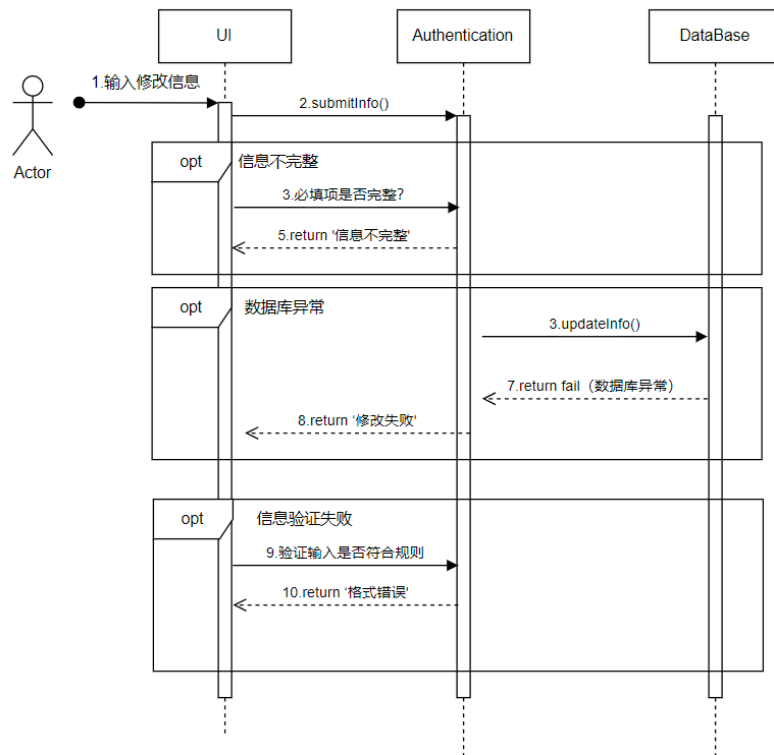 UI
Authentication
DataBase
1.输入修改信息
Actor
2.submitInfo()
opt
信息不完整
3.必填项是否完整?
5.return '信息不完整'
opt
数据库异常
3.updateInfo()
7.return fail（数据库异常）
8.return ‘修改失败'
opt
信息验证失败
9.验证输入是否符合规则
10.return ‘格式错误'